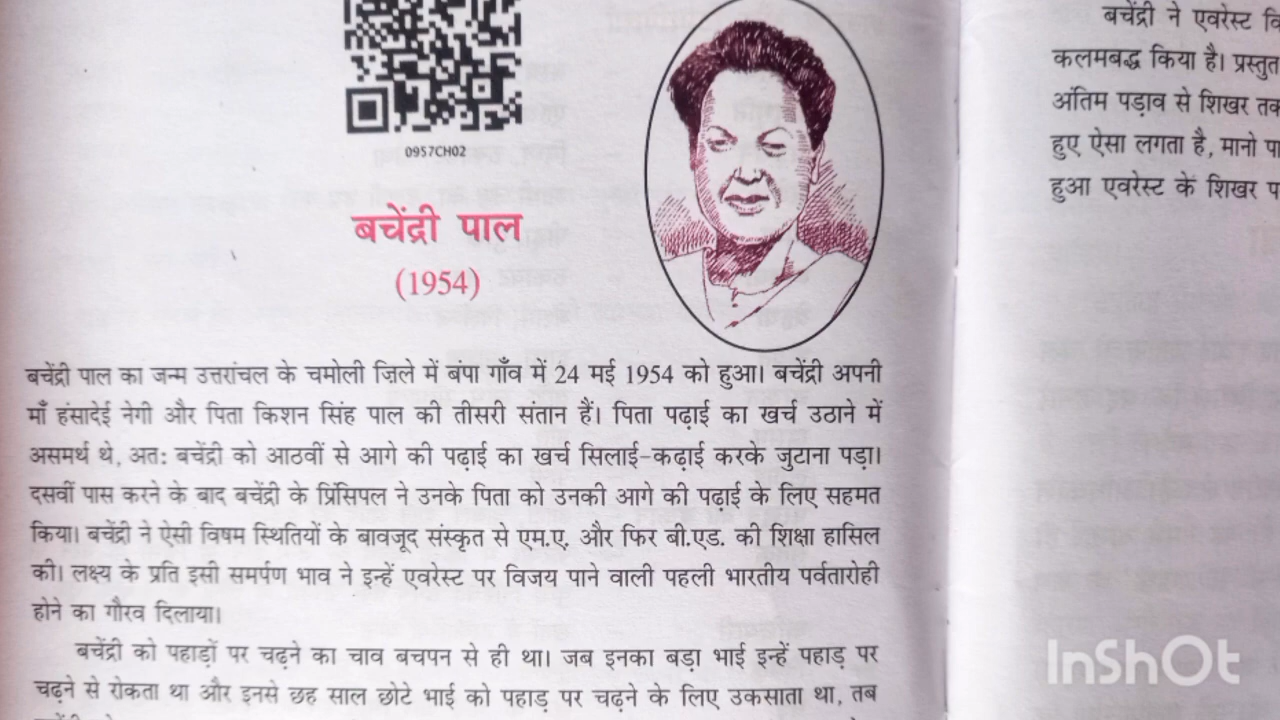 0957CH02
बचेंद्री पाल
(1954)
बचेंद्री पाल का जन्म उत्तरांचल के चमोली ज़िले में बंपा गाँव में 24 मई 1954 को हुआ। बचेंद्री अपनी
माँ हंसादेई नेगी और पिता किशन सिंह पाल की तीसरी संतान हैं। पिता पढ़ाई का खर्च उठाने में
असमर्थ थे, अतः बचेंद्री को आठवीं से आगे की पढ़ाई का खर्च सिलाई-कढ़ाई करके जुटाना पड़ा।
दसवीं पास करने के बाद बचेंद्री के प्रिंसिपल ने उनके पिता को उनकी आगे की पढ़ाई के लिए सहमत
किया। बचेंद्री ने ऐसी विषम स्थितियों के बावजूद संस्कृत से एम.ए. और फिर बी.एड. की शिक्षा हासिल
की। लक्ष्य के प्रति इसी समर्पण भाव ने इन्हें एवरेस्ट पर विजय पाने वाली पहली भारतीय पर्वतारोही
होने का गौरव दिलाया।
बचेंद्री को पहाड़ों पर चढ़ने का चाव बचपन से ही था। जब इनका बड़ा भाई इन्हें पहाड़ पर
चढ़ने से रोकता था और इनसे छह साल छोटे भाई को पहाड़ पर चढ़ने के लिए उकसाता था, तब
बचेंद्री ने एवरेस्ट
कलमबद्ध किया है। प्रस्तुत
अंतिम पड़ाव से शिखर तक
हुए ऐसा लगता है, मानो
हुआ एवरेस्ट के शिखर
InShOt